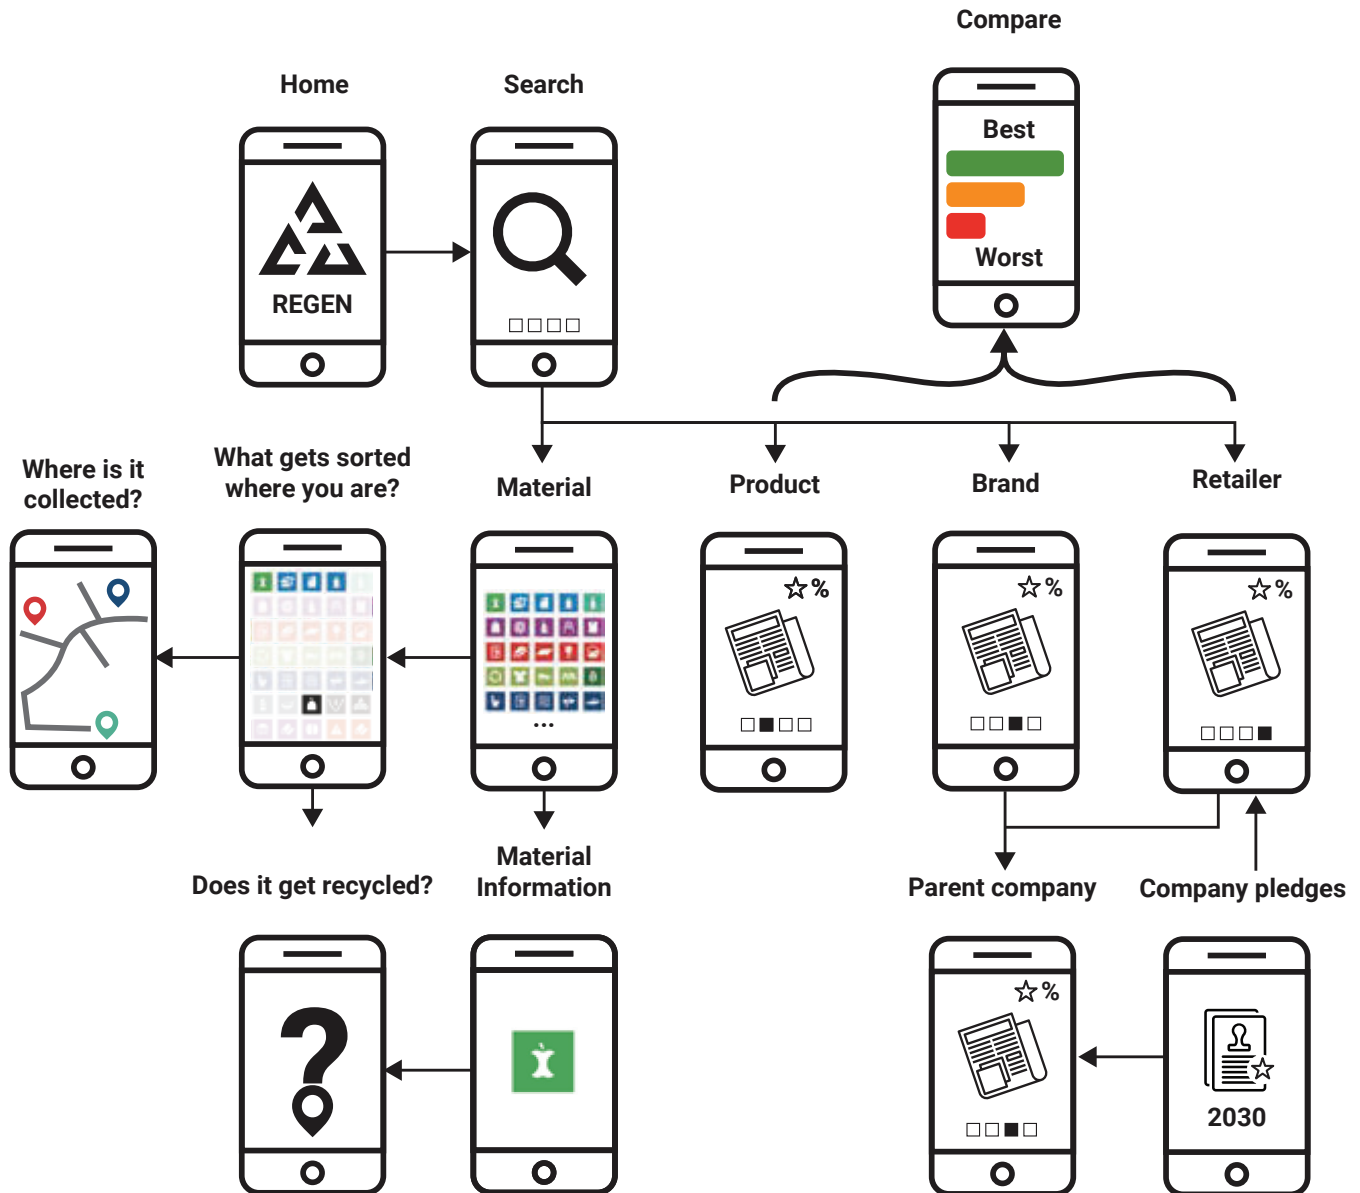 Compare
Home
Search
Best
Worst
REGEN
Where is it
collected?
What gets sorted
where you are?
Material
Product
Brand
Retailer
%
%
%
...
Does it get recycled?
Material
Information
Parent company
Company pledges
%
?
2030